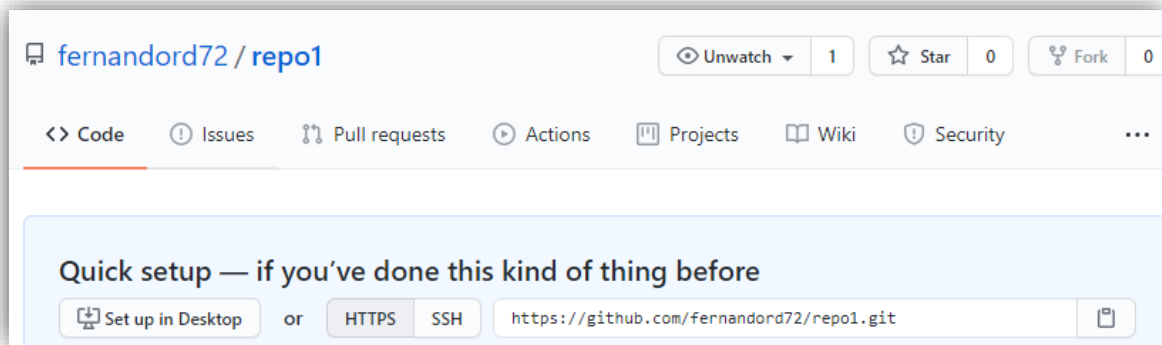 fernandord72 / repo1
Unwatch 1 Star 0 Fork 0
<> Code Issues Pull requests Actions Projects Wiki Security ...
Quick setup — if you've done this kind of thing before
Set up in Desktop or HTTPS SSH https://github.com/fernandord72/repo1.git